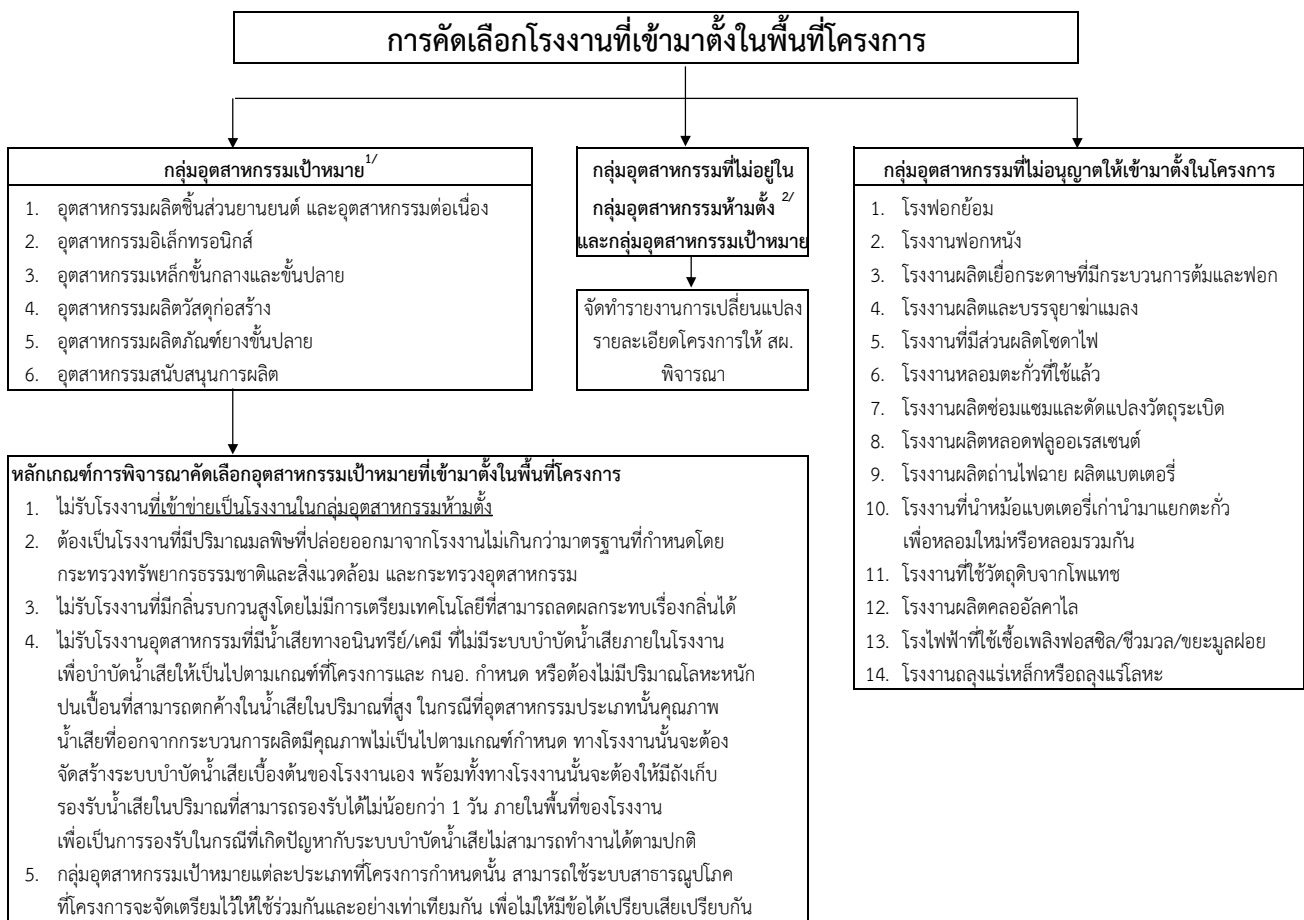 การคัดเลือกโรงงานที่เข้ามาตั้งในพื้นที่โครงการ
กลุ่มอุตสาหกรรมเป้าหมาย 1/
1. อุตสาหกรรมผลิตชิ้นส่วนยานยนต์ และอุตสาหกรรมต่อเนื่อง
2. อุตสาหกรรมอิเล็กทรอนิกส์
3. อุตสาหกรรมเหล็กขั้นกลางและขั้นปลาย
4. อุตสาหกรรมผลิตวัสดุก่อสร้าง
5. อุตสาหกรรมผลิตภัณฑ์ยางขั้นปลาย
6. อุตสาหกรรมสนับสนุนการผลิต
กลุ่มอุตสาหกรรมที่ไม่อยู่ใน
กลุ่มอุตสาหกรรมห้ามตั้ง 2/
และกลุ่มอุตสาหกรรมเป้าหมาย
จัดทำรายงานการเปลี่ยนแปลง
รายละเอียดโครงการให้ สผ.
พิจารณา
กลุ่มอุตสาหกรรมที่ไม่อนุญาตให้เข้ามาตั้งในโครงการ
1. โรงฟอกย้อม
2. โรงงานฟอกหนัง
3. โรงงานผลิตเยื่อกระดาษที่มีกระบวนการต้มและฟอก
4. โรงงานผลิตและบรรจุยาฆ่าแมลง
5. โรงงานที่มีส่วนผลิตโซดาไฟ
6. โรงงานหลอมตะกั่วที่ใช้แล้ว
7. โรงงานผลิตซ่อมแซมและดัดแปลงวัตถุระเบิด
8. โรงงานผลิตหลอดฟลูออเรสเซนต์
9. โรงงานผลิตถ่านไฟฉาย ผลิตแบตเตอรี่
10. โรงงานที่นำหม้อแบตเตอรี่เก่านำมาแยกตะกั่ว
เพื่อหลอมใหม่หรือหลอมรวมกัน
11. โรงงานที่ใช้วัตถุดิบจากโพแทช
12. โรงงานผลิตคลออัลคาไล
13. โรงไฟฟ้าที่ใช้เชื้อเพลิงฟอสซิล/ชีวมวล/ขยะมูลฝอย
14. โรงงานถลุงแร่เหล็กหรือถลุงแร่โลหะ
หลักเกณฑ์การพิจารณาคัดเลือกอุตสาหกรรมเป้าหมายที่เข้ามาตั้งในพื้นที่โครงการ
1. ไม่รับโรงงานที่เข้าข่ายเป็นโรงงานในกลุ่มอุตสาหกรรมห้ามตั้ง
2. ต้องเป็นโรงงานที่มีปริมาณมลพิษที่ปล่อยออกมาจากโรงงานไม่เกินกว่ามาตรฐานที่กำหนดโดย
กระทรวงทรัพยากรธรรมชาติและสิ่งแวดล้อม และกระทรวงอุตสาหกรรม
3. ไม่รับโรงงานที่มีกลิ่นรบกวนสูงโดยไม่มีการเตรียมเทคโนโลยีที่สามารถลดผลกระทบเรื่องกลิ่นได้
4. ไม่รับโรงงานอุตสาหกรรมที่มีน้ำเสียทางอนินทรีย์/เคมี ที่ไม่มีระบบบำบัดน้ำเสียภายในโรงงาน
เพื่อบำบัดน้ำเสียให้เป็นไปตามเกณฑ์ที่โครงการและ กนอ. กำหนด หรือต้องไม่มีปริมาณโลหะหนัก
ปนเปื้อนที่สามารถตกค้างในน้ำเสียในปริมาณที่สูง ในกรณีที่อุตสาหกรรมประเภทนั้นคุณภาพ
น้ำเสียที่ออกจากกระบวนการผลิตมีคุณภาพไม่เป็นไปตามเกณฑ์กำหนด ทางโรงงานนั้นจะต้อง
จัดสร้างระบบบำบัดน้ำเสียเบื้องต้นของโรงงานเอง พร้อมทั้งทางโรงงานนั้นจะต้องให้มีถังเก็บ
รองรับน้ำเสียในปริมาณที่สามารถรองรับได้ไม่น้อยกว่า 1 วัน ภายในพื้นที่ของโรงงาน
เพื่อเป็นการรองรับในกรณีที่เกิดปัญหากับระบบบำบัดน้ำเสียไม่สามารถทำงานได้ตามปกติ
5. กลุ่มอุตสาหกรรมเป้าหมายแต่ละประเภทที่โครงการกำหนดนั้น สามารถใช้ระบบสาธารณูปโภค
ที่โครงการจะจัดเตรียมไว้ให้ใช้ร่วมกันและอย่างเท่าเทียมกัน เพื่อไม่ให้มีข้อได้เปรียบเสียเปรียบกัน